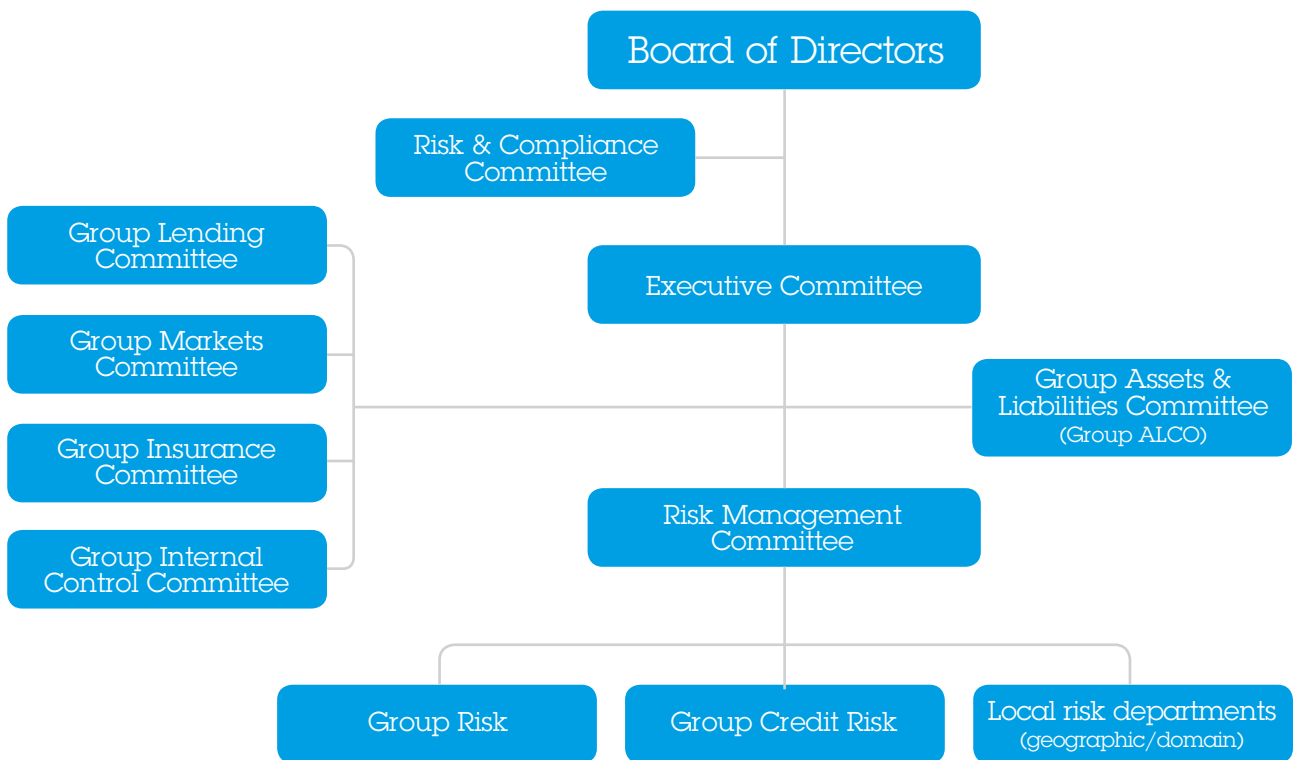 Board of Directors
Risk & Compliance
Committee
Group Lending
Committee
Executive Committee
Group Markets
Committee
Group Assets &
Liabilities Committee
(Group ALCO)
Group Insurance
Committee
Risk Management
Committee
Group Internal
Control Committee
Group Risk
Group Credit Risk
Local risk departments
(geographic/domain)